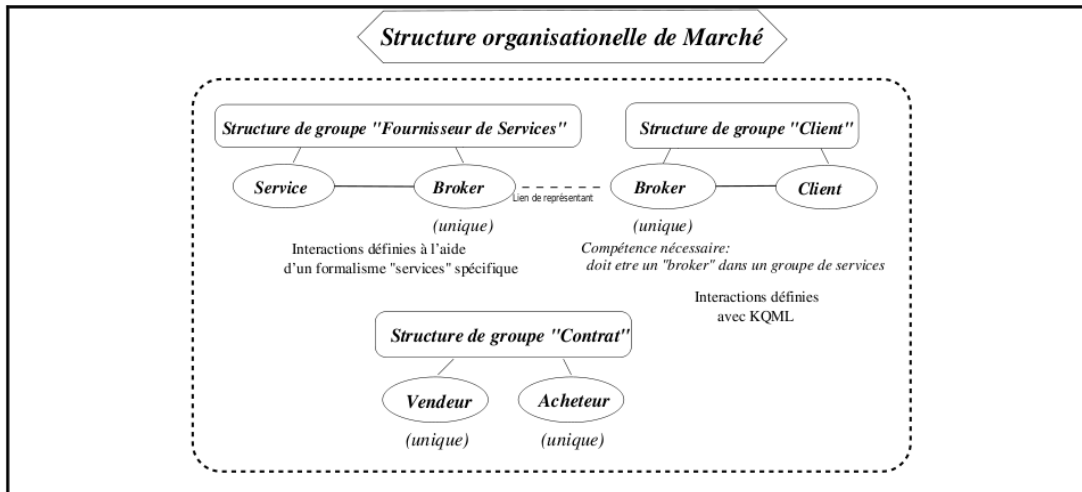 Structure organisationelle de Marché
Structure de groupe "Fournisseur de Services"
Structure de groupe "Client"
Service
Broker
Lien de représentant
Broker
Client
(unique)
(unique)
Interactions définies à l'aide
d'un formalisme "services" spécifique
Compétence nécessaire:
doit etre un "broker" dans un groupe de services
Interactions définies
avec KQML
Structure de groupe "Contrat"
Vendeur
Acheteur
(unique)
(unique)